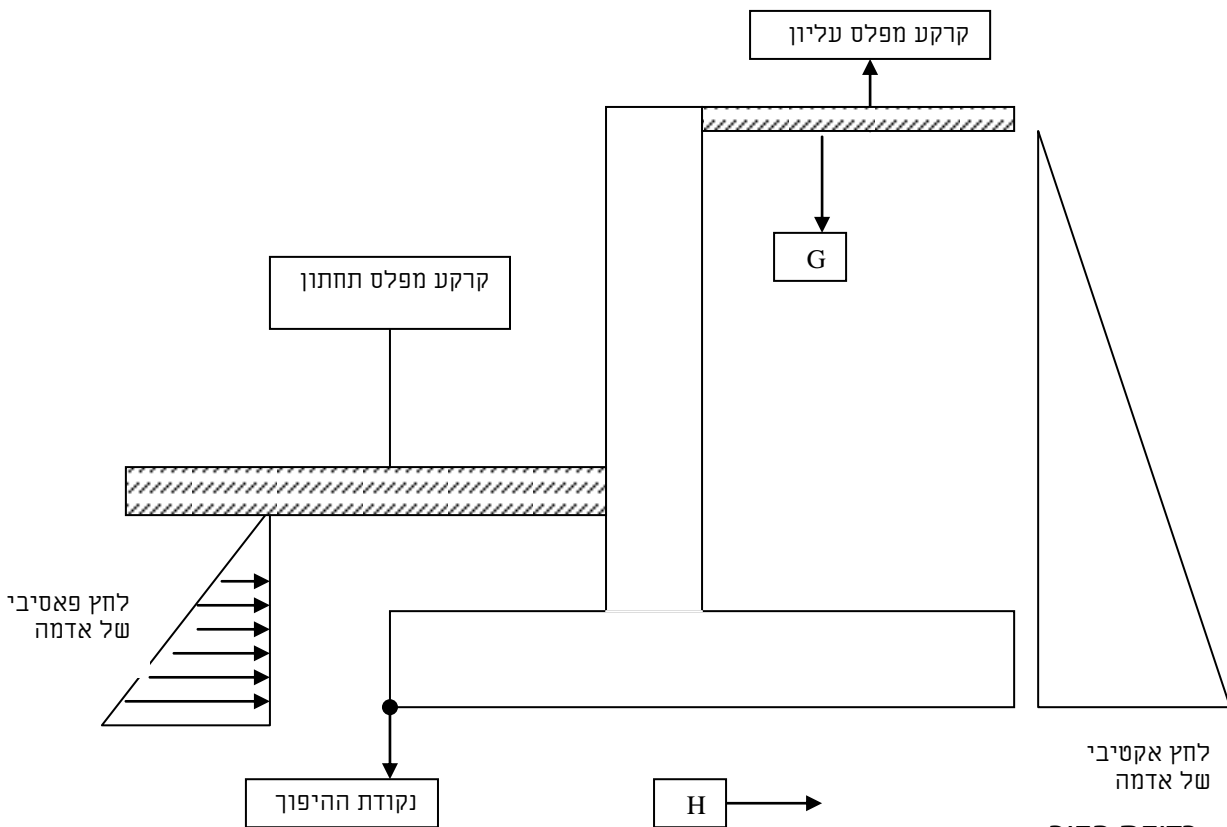 קרקע מפלס עליון
G
קרקע מפלס תחתון
לחץ פאסיבי
של אדמה
לחץ אקטיבי
של אדמה
נקודת ההיפוך
H